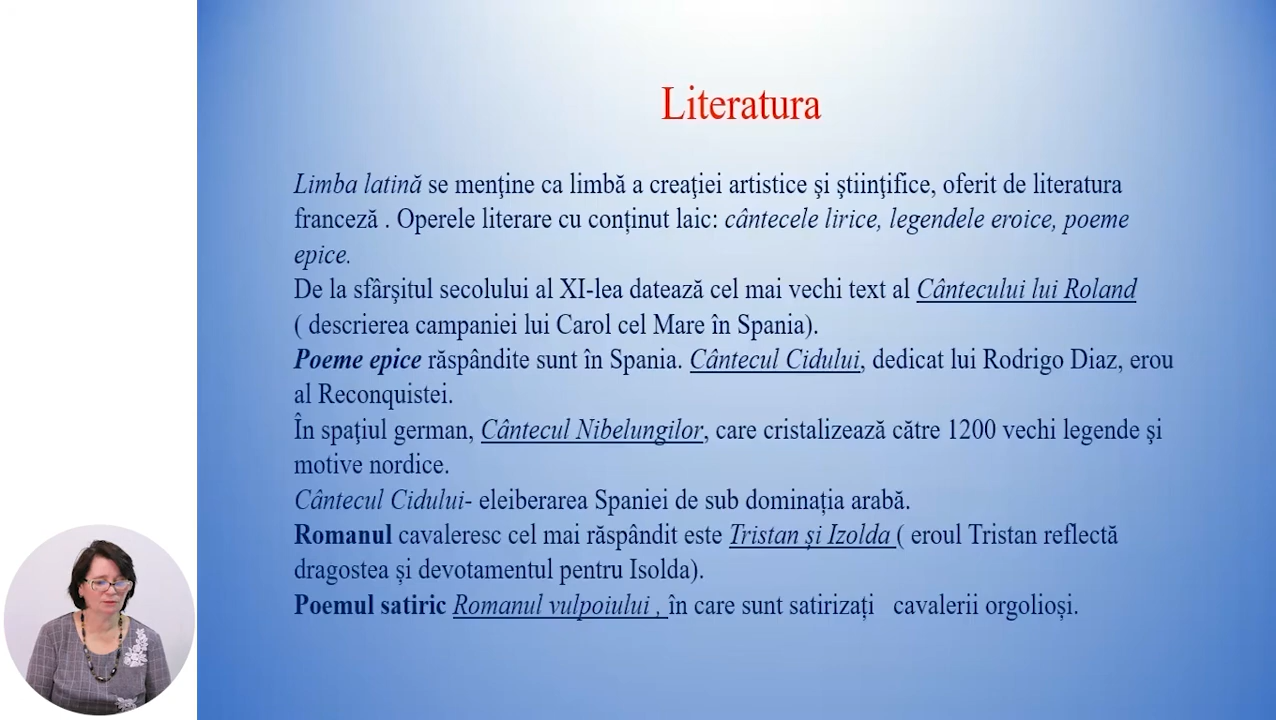 Literatura
Limba latină se menţine ca limbă a creaţiei artistice şi ştiinţifice, oferit de literatura
franceză . Operele literare cu conținut laic: cântecele lirice, legendele eroice, poeme
epice.
De la sfârşitul secolului al XI-lea datează cel mai vechi text al Cântecului lui Roland
( descrierea campaniei lui Carol cel Mare în Spania).
Poeme epice răspândite sunt în Spania. Cântecul Cidului, dedicat lui Rodrigo Diaz, erou
al Reconquistei.
În spaţiul german, Cântecul Nibelungilor, care cristalizează către 1200 vechi legende şi
motive nordice.
Cântecul Cidului- eleiberarea Spaniei de sub dominația arabă.
Romanul cavaleresc cel mai răspândit este Tristan și Izolda ( eroul Tristan reflectă
dragostea și devotamentul pentru Isolda).
Poemul satiric Romanul vulpoiului , în care sunt satirizați cavalerii orgolioși.